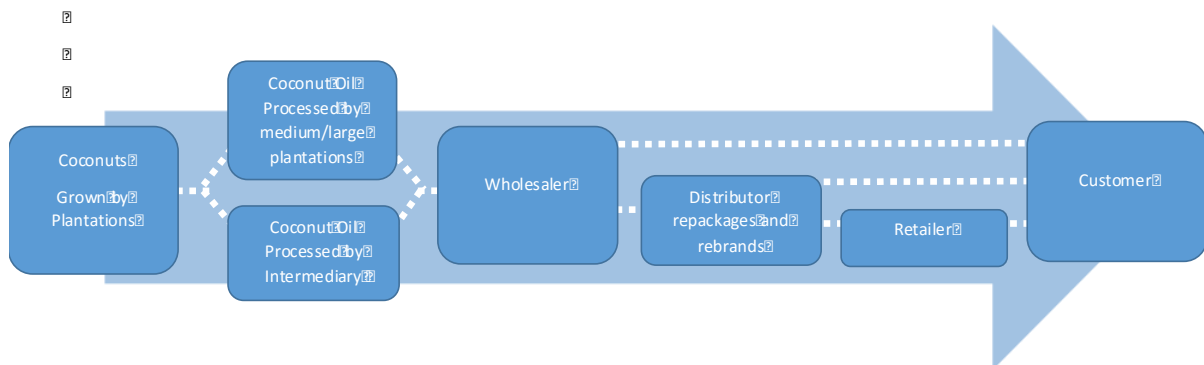 Coconuts
Grown by
Plantations
Coconut Oil
Processed by
medium/large
plantations
Coconut Oil
Processed by
Intermediary
Wholesaler
Distributor
repackages and
rebrands
Retailer
Customer